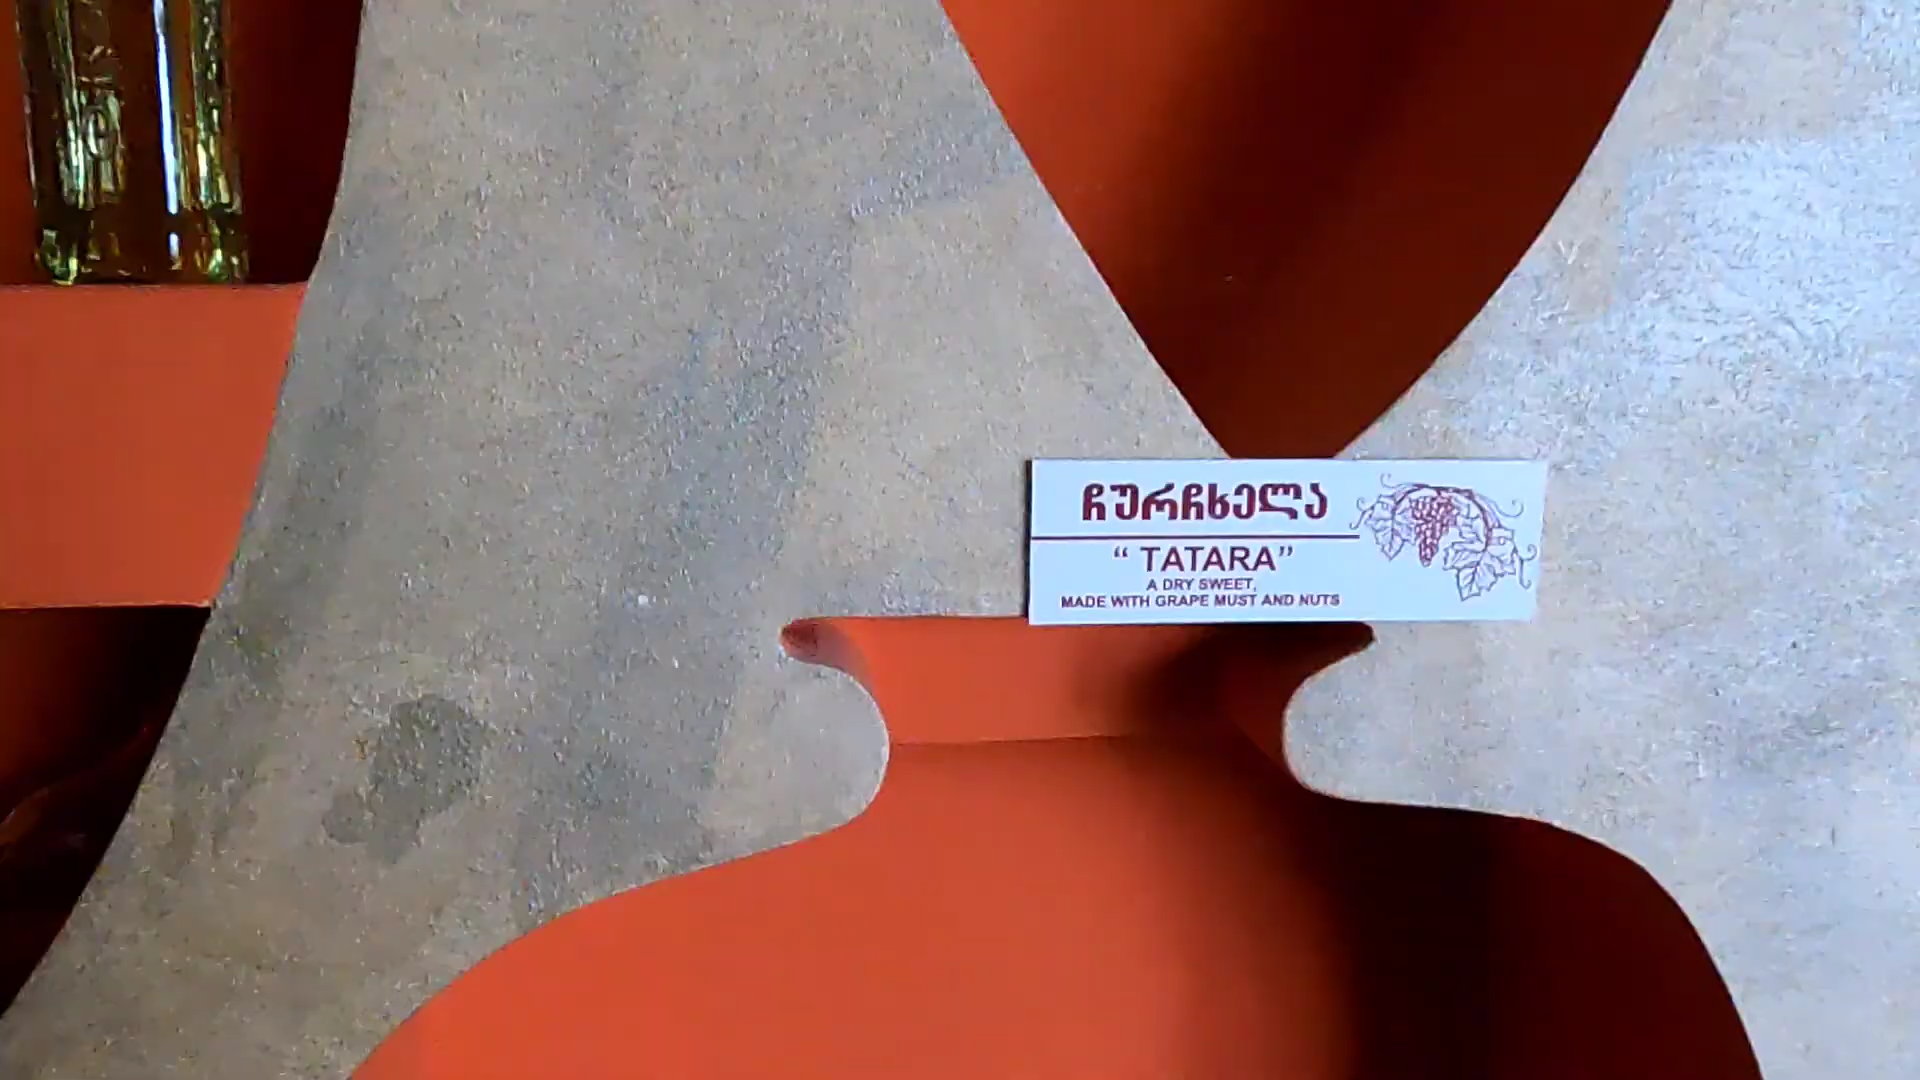 ჩურჩხელა
“ TATARA”
A DRY SWEET,
MADE WITH GRAPE MUST AND NUTS